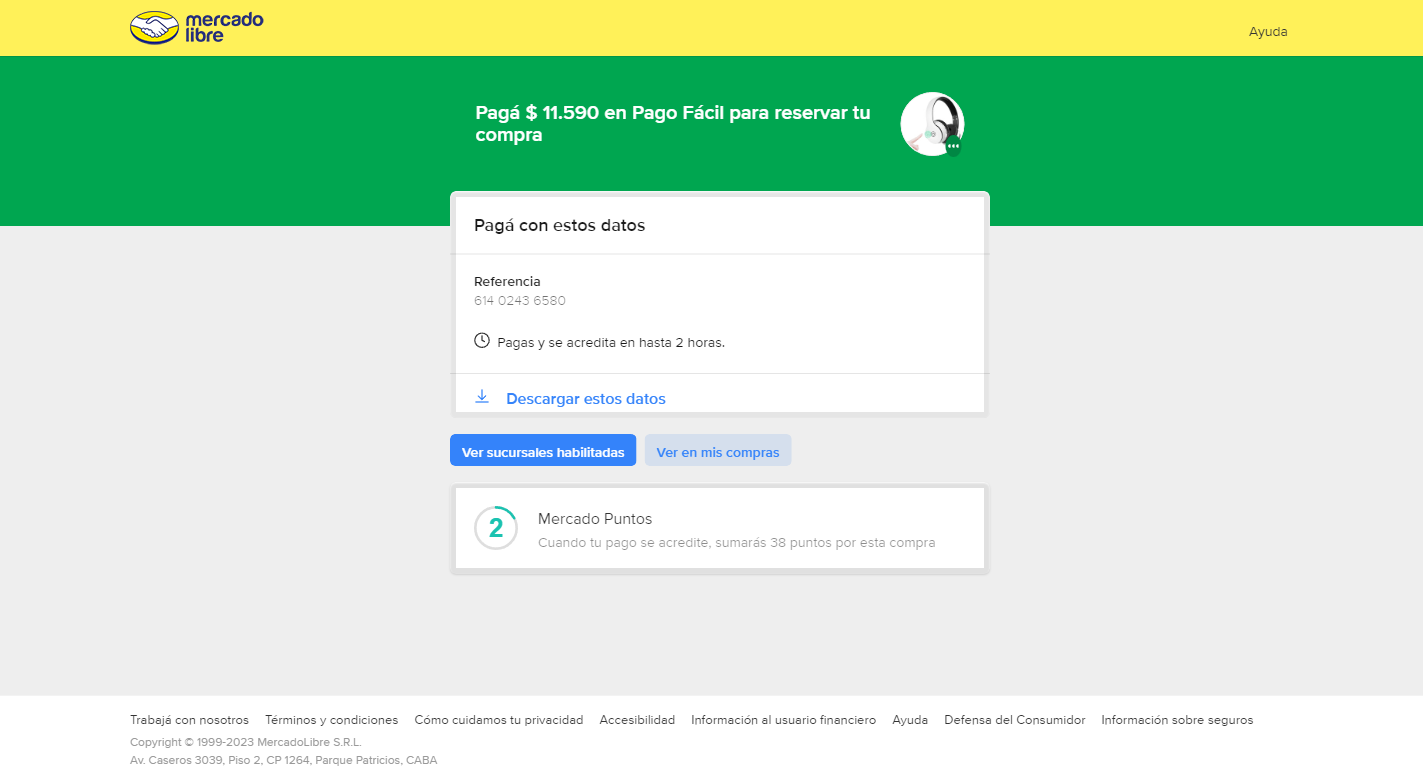 mercado
libre
Ayuda
Pagá $ 11.590 en Pago Fácil para reservar tu
compra
Pagá con estos datos
Referencia
614 0243 6580
Pagas y se acredita en hasta 2 horas.
Descargar estos datos
Ver sucursales habilitadas Ver en mis compras
2
Mercado Puntos
Cuando tu pago se acredite, sumarás 38 puntos por esta compra
Trabajá con nosotros Términos y condiciones Cómo cuidamos tu privacidad Accesibilidad Información al usuario financiero Ayuda Defensa del Consumidor Información sobre seguros
Copyright © 1999-2023 MercadoLibre S.R.L.
Av. Caseros 3039, Piso 2, CP 1264, Parque Patricios, CABA